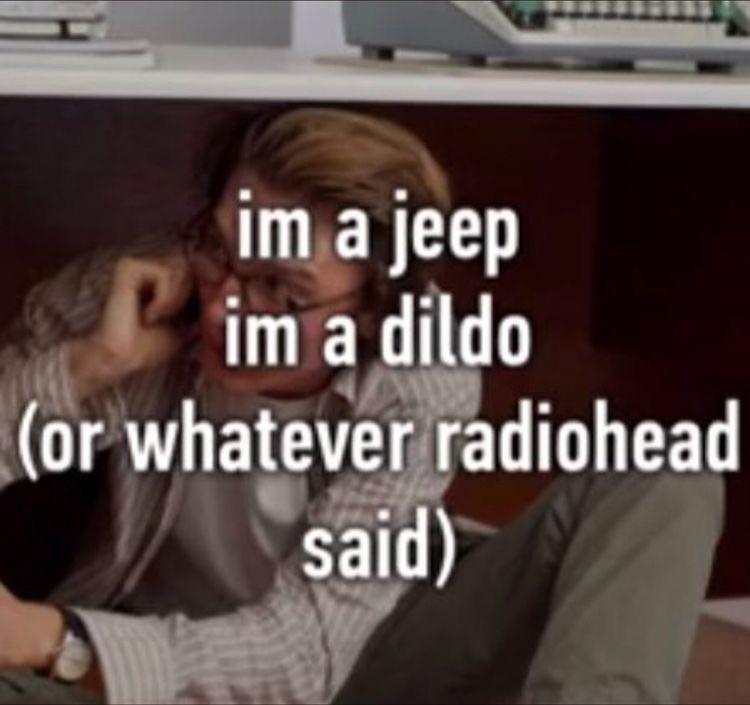 im a jeep
im a dildo
(or whatever radiohead
said)